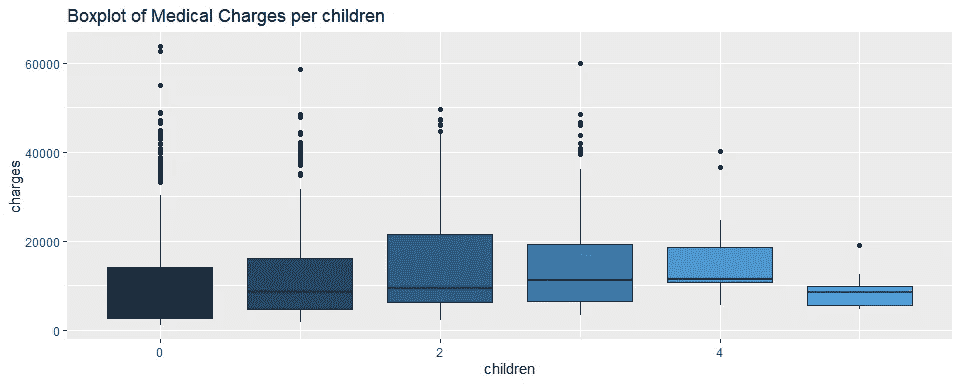 Boxplot of Medical Charges per children
60000
40000
20000
0
charges
0 2 4
children